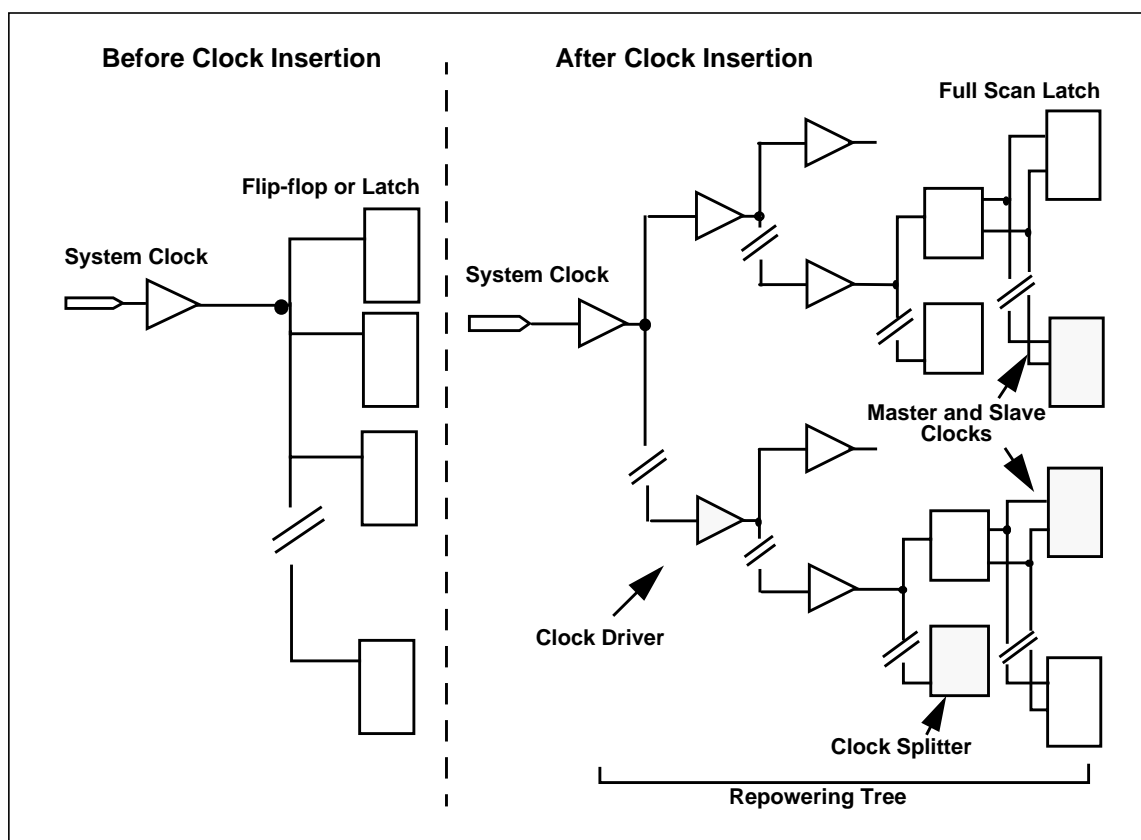 Before Clock Insertion
After Clock Insertion
Full Scan Latch
Flip-flop or Latch
System Clock
System Clock
Master and Slave
Clocks
Clock Driver
Clock Splitter
Repowering Tree